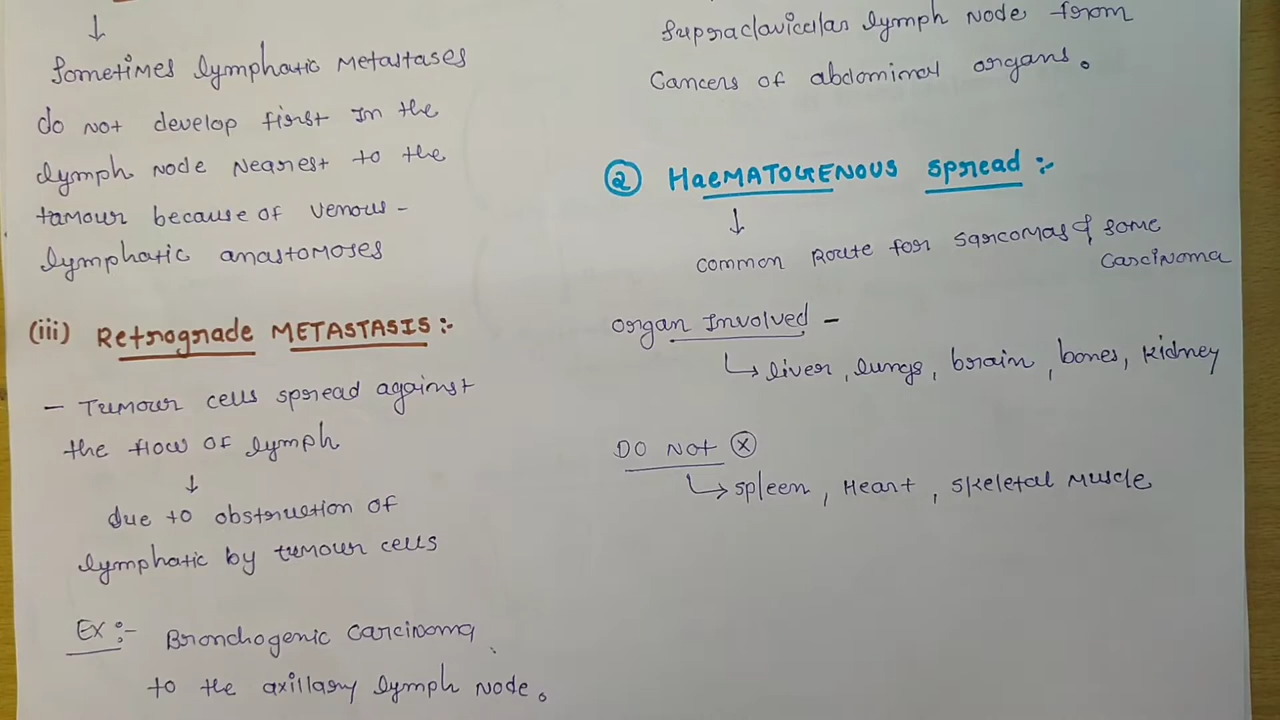 ↓
Sometimes lymphatic Metastases
do Not develop first In the
lymph Node Nearest to the
tumour because of venous -
lymphatic anastomoses
(iii) Retrograde METASTASIS :-
- Tumour cells spread against
the flow of lymph
↓
due to obstruction of
lymphatic by tumour cells
Ex :- Bronchogenic Carcinoma
to the axillary lymph Node.
Supraclavicular lymph Node from
Cancers of abdominal organs.
② HaeMATOGENOUS Spread :-
↓
common Route for sarcomas & some
carcinoma
Organ Involved -
↳ liver, lungs, brain, bones, kidney
DO Not ⓧ
↳ spleen, Heart, skeletal Muscle